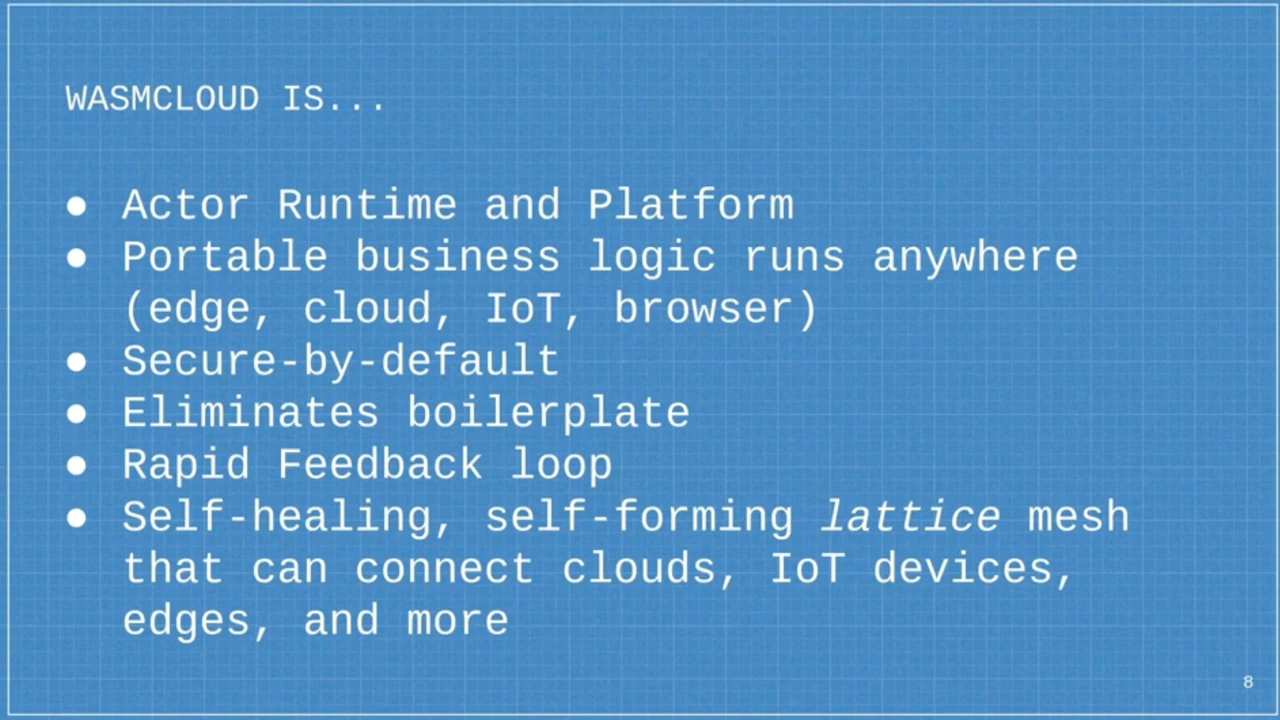 WASMCLOUD IS...
● Actor Runtime and Platform
● Portable business logic runs anywhere
(edge, cloud, IoT, browser)
● Secure-by-default
● Eliminates boilerplate
● Rapid Feedback loop
● Self-healing, self-forming lattice mesh
that can connect clouds, IoT devices,
edges, and more
8